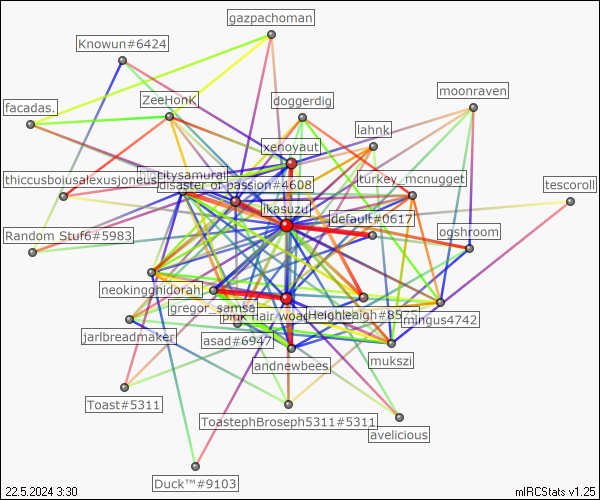 gazpachoman
Knowun#6424
moonraven
ZeeHonK
doggerdig
facadas.
lahnk
xenoyaut
thiccusboiusalexusjoneus
turkey_mcnugget
disaster of passion#4608
tescoroll
ikasuzu
default#0617
Random Stuf6#5983
ogshroom
neokingghidorah
gregor_samsa
pink hair woad
Heighleaigh#8575
mingus4742
jarlbreadmaker
asad#6947
andnewbees
mukszi
Toast#5311
ToastephBroseph5311#5311
avelicious
Duck™#9103
22.5.2024 3:30
mIRCStats v1.25